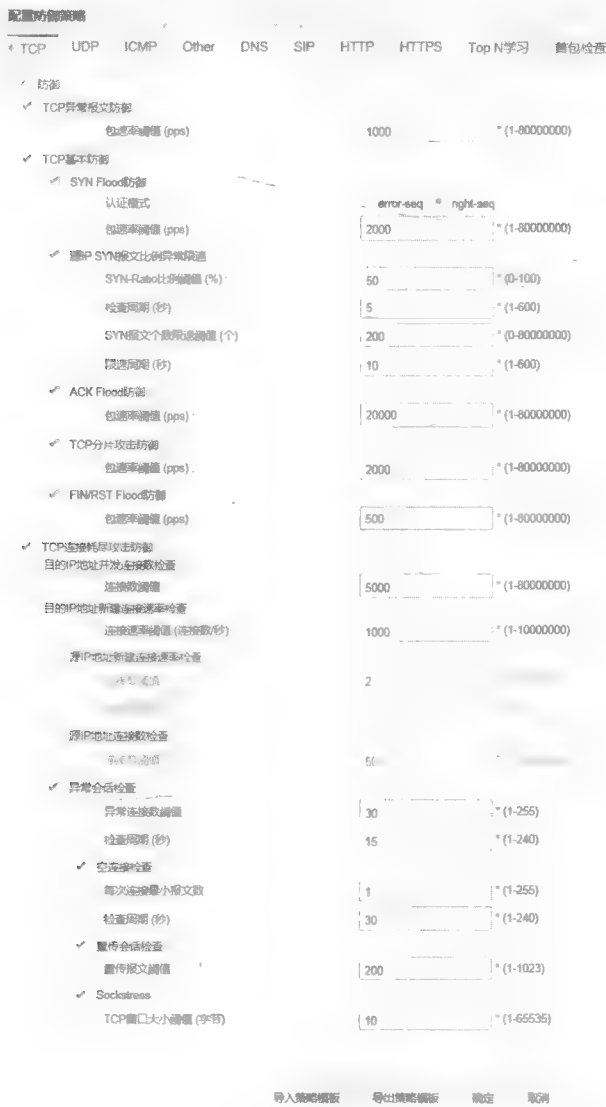 配置防御策略
TCP UDP ICMP Other DNS SIP HTTP HTTPS Top N学习 首包检查
防御
TCP异常报文防御
包速率阈值 (pps) 1000 * (1-80000000)
TCP基本防御
SYN Flood防御
认证模式 error-seq right-seq
包速率阈值 (pps) 2000 * (1-80000000)
源IP SYN报文比例异常限速
SYN-Ratio比例阈值 (%) 50 * (0-100)
检查周期 (秒) 5 * (1-600)
SYN报文个数限速阈值 (个) 200 * (0-80000000)
限速周期 (秒) 10 * (1-600)
ACK Flood防御
包速率阈值 (pps) 20000 * (1-80000000)
TCP分片攻击防御
包速率阈值 (pps) 2000 * (1-80000000)
FIN/RST Flood防御
包速率阈值 (pps) 500 * (1-80000000)
TCP连接耗尽攻击防御
目的IP地址并发连接数检查
连接数阈值 5000 * (1-80000000)
目的IP地址新建连接速率检查
连接速率阈值 (连接数/秒) 1000 * (1-10000000)
源IP地址新建连接速率检查
2
源IP地址连接数检查
异常会话检查
异常连接数阈值 30 * (1-255)
检查周期 (秒) 15 * (1-240)
空连接检查
每次连接最小报文数 1 * (1-255)
检查周期 (秒) 30 * (1-240)
重传会话检查
重传报文阈值 200 * (1-1023)
Sockstress
TCP窗口大小阈值 (字节) 10 * (1-65535)
导入策略模板 导出策略模板 确定 取消